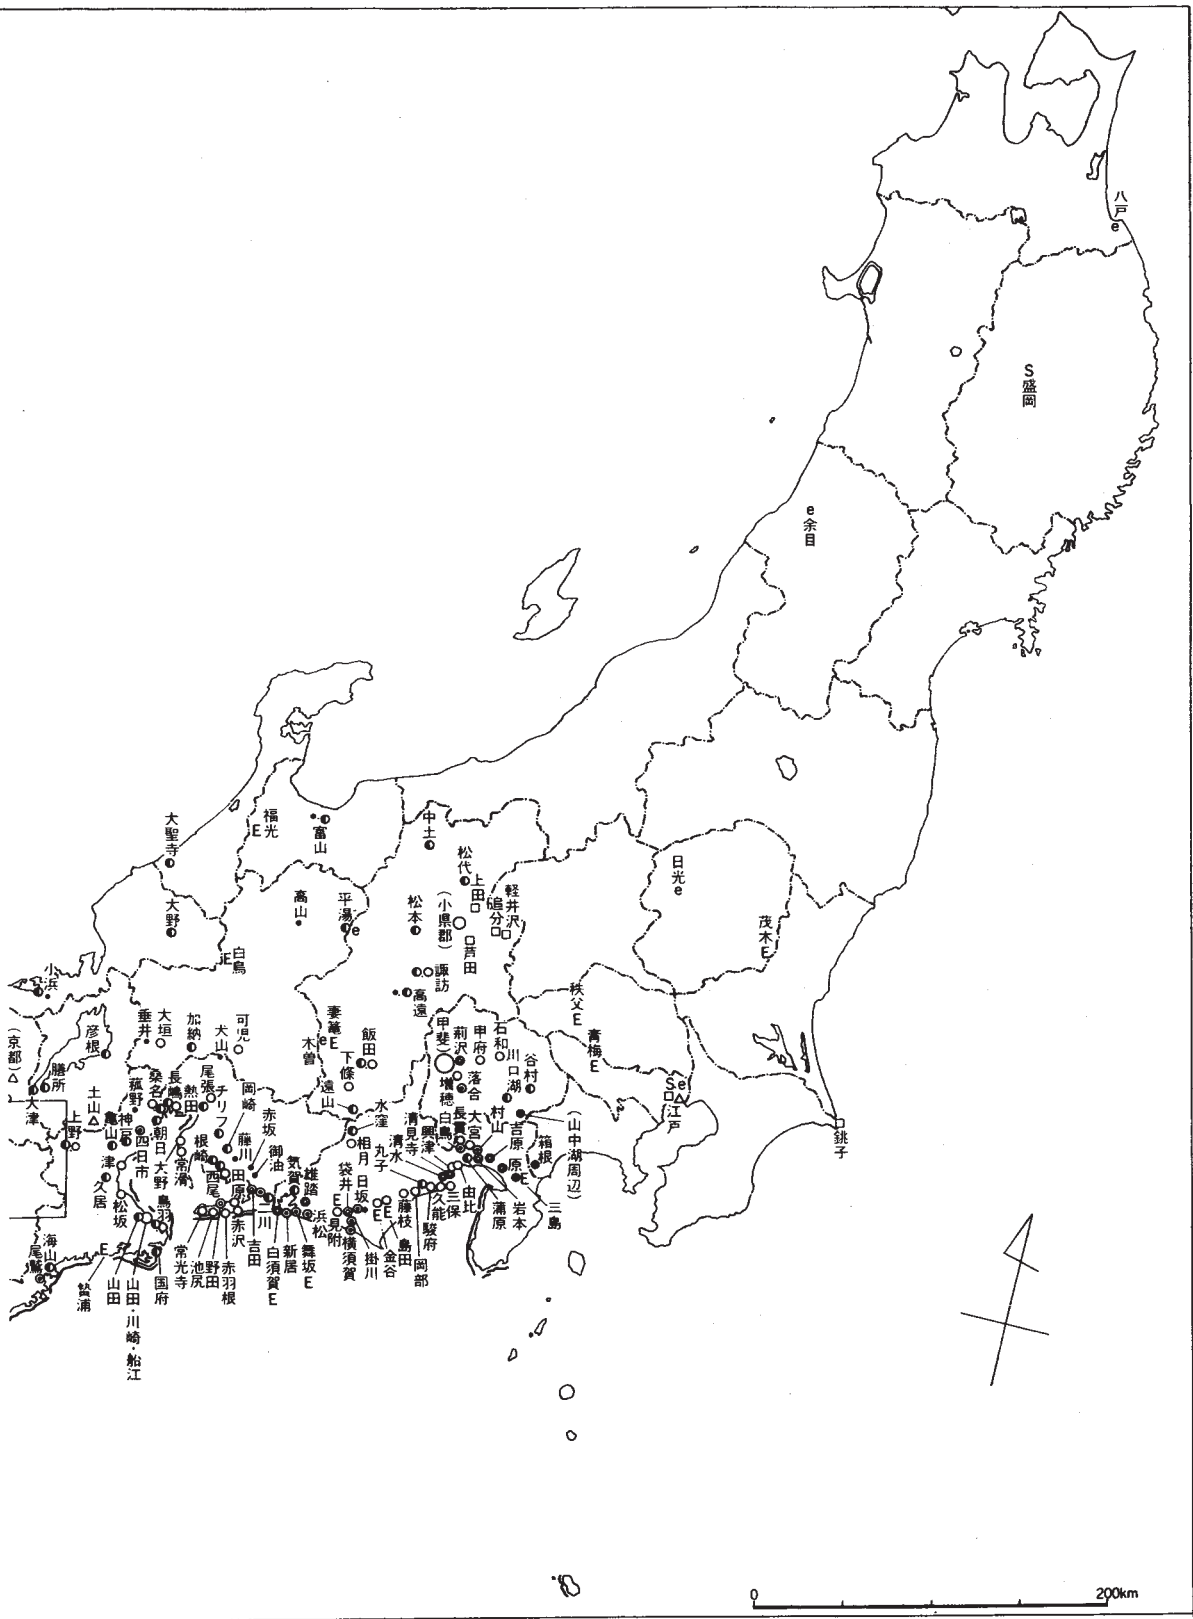 八戸
e
S
盛岡
e
余目
大聖寺
福光
E
富山
中土
松代
上田
追分
軽井沢
日光e
茂木
E
大野
高山
平湯
e
松本
(小県郡)
芦田
白鳥
E
小浜
諏訪
高遠
秩父
E
青梅
E
(京都)
彦根
垂井
大垣
加納
犬山
可児
妻篭
E
e
木曽
飯田
下條
(甲斐)
荊沢
甲府
石和
川口湖
谷村
増穂
落合
S
e
江戸
膳所
大津
土山
菰野
桑名
長嶋
熱田
尾張
チリフ
岡崎
赤坂
遠山
水窪
相月
清見寺
白鳥
長貫
大宮
村山
吉原
原
E
箱根
(山中湖周辺)
銚子
上野
亀山
神戸
四日市
朝日
大野
常滑
根崎
西尾
藤川
御油
田原
気賀
雄踏
袋井
日坂
丸子
清水
興津
津
久居
松坂
鳥羽
二川
浜松
E
見附
E
E
藤枝
久能
三保
由比
蒲原
岩本
三島
海山
尾鷲
E
贄浦
山田
山田・川崎・船江
国府
常光寺
池尻
野田
赤羽根
赤沢
吉田
白須賀
E
新居
舞坂
E
横須賀
掛川
金谷
島田
岡部
駿府
0
200km